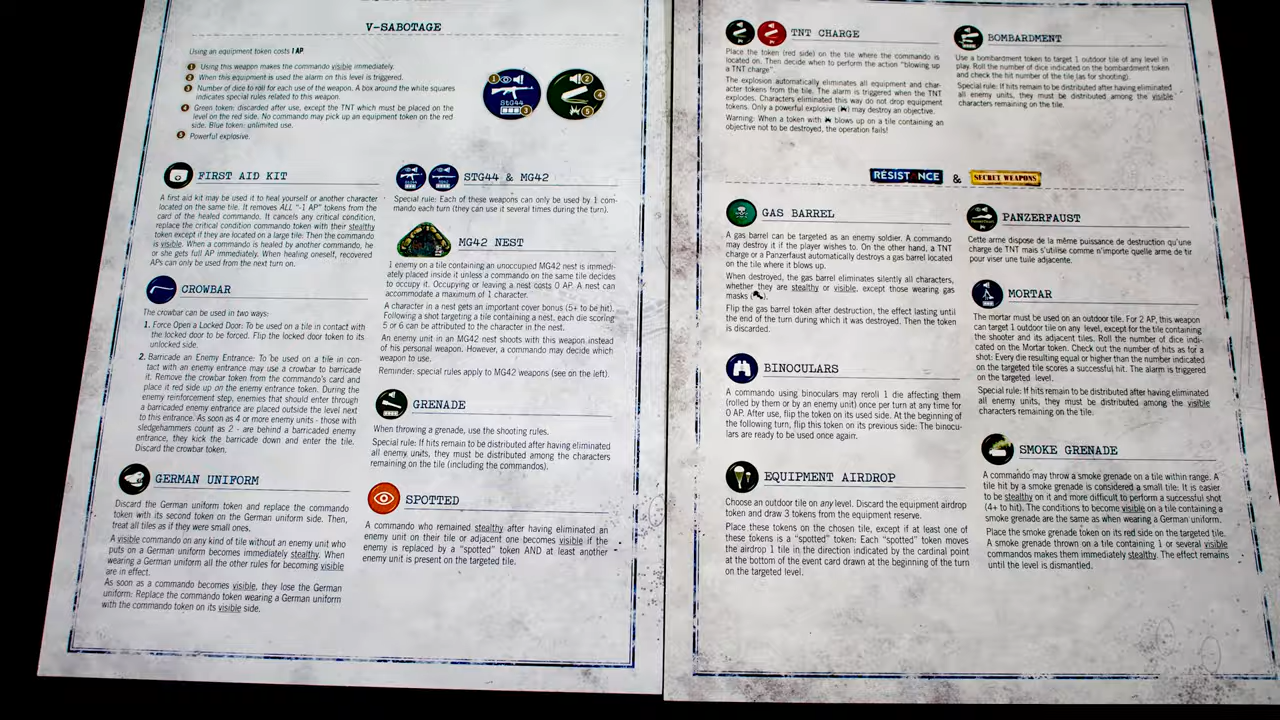 V-SABOTAGE
Using an equipment token costs 1 AP.
1 Using this weapon makes the commando visible immediately.
2 When this equipment is used the alarm on this level is triggered.
3 Number of dice to roll for each use of the weapon. A box around the white squares
indicates special rules related to this weapon.
4 Green token: discarded after use, except the TNT which must be placed on the
level on the red side. No commando may pick up an equipment token on the red
side. Blue token: unlimited use.
5 Powerful explosive.
1
2
3
4
5
StG44
FIRST AID KIT
A first aid kit may be used it to heal yourself or another character
located on the same tile. It removes ALL "-1 AP" tokens from the
card of the healed commando. It cancels any critical condition,
replace the critical condition commando token with their stealthy
token except if they are located on a large tile. Then the commando
is visible. When a commando is healed by another commando, he
or she gets full AP immediately. When healing oneself, recovered
APs can only be used from the next turn on.
CROWBAR
The crowbar can be used in two ways:
1. Force Open a Locked Door: To be used on a tile in contact
with the locked door to be forced. Flip the locked door token to its
unlocked side.
2. Barricade an Enemy Entrance: To be used on a tile in con-
tact with an enemy entrance may use a crowbar to barricade
it. Remove the crowbar token from the commando's card and
place it red side up on the enemy entrance token. During the
enemy reinforcement step, enemies that should enter through
a barricaded enemy entrance are placed outside the level next
to this entrance. As soon as 4 or more enemy units - those with
sledgehammers count as 2 - are behind a barricaded enemy
entrance, they kick the barricade down and enter the tile.
Discard the crowbar token.
GERMAN UNIFORM
Discard the German uniform token and replace the commando
token with its second token on the German uniform side. Then,
treat all tiles as if they were small ones.
A visible commando on any kind of tile without an enemy unit who
puts on a German uniform becomes immediately stealthy. When
wearing a German uniform all the other rules for becoming visible
are in effect.
As soon as a commando becomes visible, they lose the German
uniform: Replace the commando token wearing a German uniform
with the commando token on its visible side.
STG44 & MG42
Special rule: Each of these weapons can only be used by 1 com-
mando each turn (they can use it several times during the turn).
MG42 NEST
1 enemy on a tile containing an unoccupied MG42 nest is immedi-
ately placed inside it unless a commando on the same tile decides
to occupy it. Occupying or leaving a nest costs 0 AP. A nest can
accommodate a maximum of 1 character.
A character in a nest gets an important cover bonus (5+ to be hit).
Following a shot targeting a tile containing a nest, each die scoring
5 or 6 can be attributed to the character in the nest.
An enemy unit in an MG42 nest shoots with this weapon instead
of his personal weapon. However, a commando may decide which
weapon to use.
Reminder: special rules apply to MG42 weapons (see on the left).
GRENADE
When throwing a grenade, use the shooting rules.
Special rule: If hits remain to be distributed after having eliminated
all enemy units, they must be distributed among the characters
remaining on the tile (including the commandos).
SPOTTED
A commando who remained stealthy after having eliminated an
enemy unit on their tile or adjacent one becomes visible if the
enemy is replaced by a "spotted" token AND at least another
enemy unit is present on the targeted tile.
TNT CHARGE
Place the token (red side) on the tile where the commando is
located on. Then decide when to perform the action "blowing up
a TNT charge".
The explosion automatically eliminates all equipment and char-
acter tokens from the tile. The alarm is triggered when the TNT
explodes. Characters eliminated this way do not drop equipment
tokens. Only a powerful explosive ( ) may destroy an objective.
Warning: When a token with blows up on a tile containing an
objective not to be destroyed, the operation fails!
BOMBARDMENT
Use a bombardment token to target 1 outdoor tile of any level in
play. Roll the number of dice indicated on the bombardment token
and check the hit number of the tile (as for shooting).
Special rule: If hits remain to be distributed after having eliminated
all enemy units, they must be distributed among the visible
characters remaining on the tile.
RÉSISTANCE & SECRET WEAPONS
GAS BARREL
A gas barrel can be targeted as an enemy soldier. A commando
may destroy it if the player wishes to. On the other hand, a TNT
charge or a Panzerfaust automatically destroys a gas barrel located
on the tile where it blows up.
When destroyed, the gas barrel eliminates silently all characters,
whether they are stealthy or visible, except those wearing gas
masks ( ).
Flip the gas barrel token after destruction, the effect lasting until
the end of the turn during which it was destroyed. Then the token
is discarded.
BINOCULARS
A commando using binoculars may reroll 1 die affecting them
(rolled by them or by an enemy unit) once per turn at any time for
0 AP. After use, flip the token on its used side. At the beginning of
the following turn, flip this token on its previous side: The binocu-
lars are ready to be used once again.
EQUIPMENT AIRDROP
Choose an outdoor tile on any level. Discard the equipment airdrop
token and draw 3 tokens from the equipment reserve.
Place these tokens on the chosen tile, except if at least one of
these tokens is a "spotted" token: Each "spotted" token moves
the airdrop 1 tile in the direction indicated by the cardinal point
at the bottom of the event card drawn at the beginning of the turn
on the targeted level.
PANZERFAUST
Cette arme dispose de la même puissance de destruction qu'une
charge de TNT mais s'utilise comme n'importe quelle arme de tir
pour viser une tuile adjacente.
MORTAR
The mortar must be used on an outdoor tile. For 2 AP, this weapon
can target 1 outdoor tile on any level, except for the tile containing
the shooter and its adjacent tiles. Roll the number of dice indi-
cated on the Mortar token. Check out the number of hits as for a
shot: Every die resulting equal or higher than the number indicated
on the targeted tile scores a successful hit. The alarm is triggered
on the targeted level.
Special rule: If hits remain to be distributed after having eliminated
all enemy units, they must be distributed among the visible
characters remaining on the tile.
SMOKE GRENADE
A commando may throw a smoke grenade on a tile within range. A
tile hit by a smoke grenade is considered a small tile: It is easier
to be stealthy on it and more difficult to perform a successful shot
(4+ to hit). The conditions to become visible on a tile containing a
smoke grenade are the same as when wearing a German uniform.
Place the smoke grenade token on its red side on the targeted tile.
A smoke grenade thrown on a tile containing 1 or several visible
commandos makes them immediately stealthy. The effect remains
until the level is dismantled.